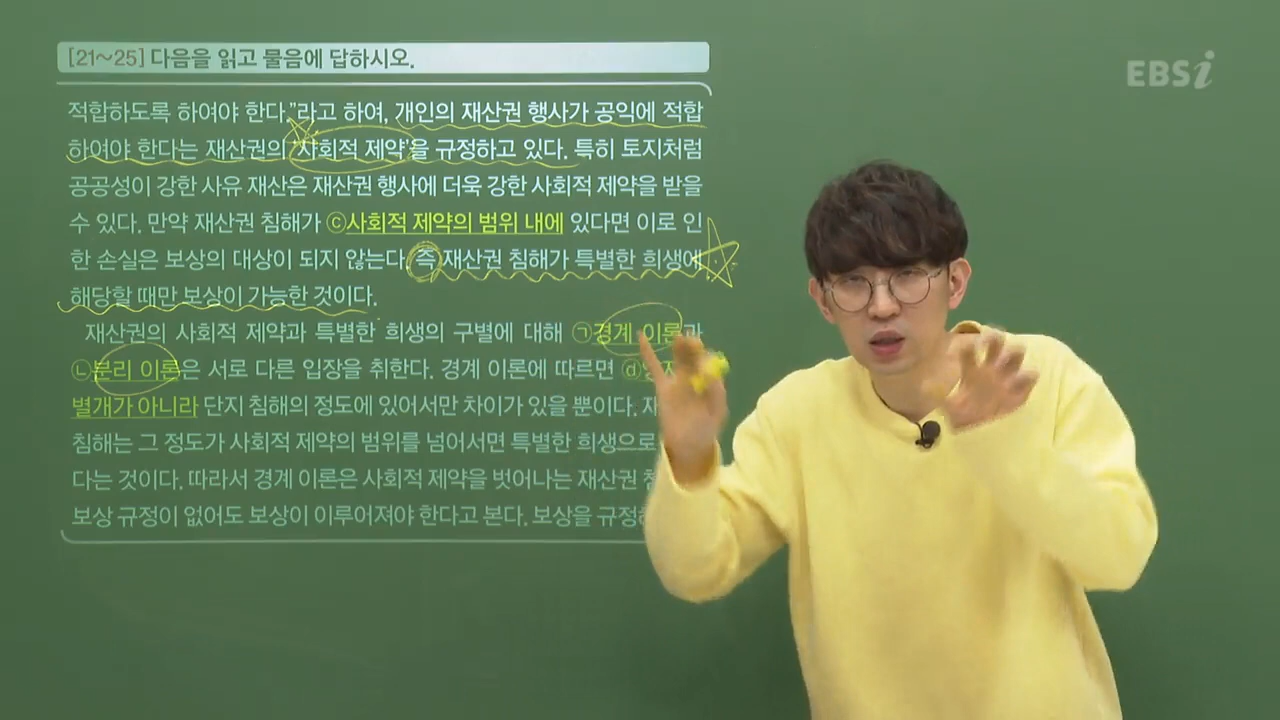 [21~25] 다음을 읽고 물음에 답하시오.
EBSi
적합하도록 하여야 한다.”라고 하여, 개인의 재산권 행사가 공익에 적합
하여야 한다는 재산권의 ‘사회적 제약’을 규정하고 있다. 특히 토지처럼
공공성이 강한 사유 재산은 재산권 행사에 더욱 강한 사회적 제약을 받을
수 있다. 만약 재산권 침해가 ⓒ사회적 제약의 범위 내에 있다면 이로 인
한 손실은 보상의 대상이 되지 않는다. 즉 재산권 침해가 특별한 희생에
해당할 때만 보상이 가능한 것이다.
재산권의 사회적 제약과 특별한 희생의 구별에 대해 ㉠경계 이론과
㉡분리 이론은 서로 다른 입장을 취한다. 경계 이론에 따르면 ⓓ
별개가 아니라 단지 침해의 정도에 있어서만 차이가 있을 뿐이다.
침해는 그 정도가 사회적 제약의 범위를 넘어서면 특별한 희생으로
다는 것이다. 따라서 경계 이론은 사회적 제약을 벗어나는 재산권
보상 규정이 없어도 보상이 이루어져야 한다고 본다. 보상을